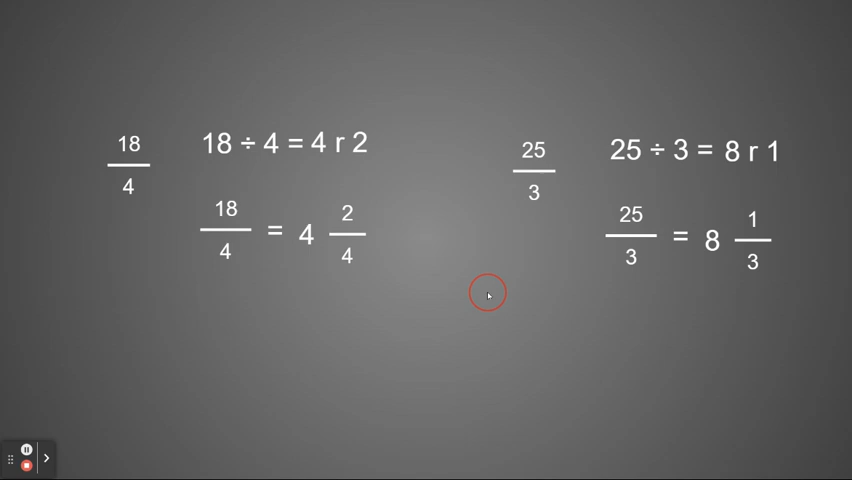 18/4
18 ÷ 4 = 4 r 2
18/4 = 4 2/4
25/3
25 ÷ 3 = 8 r 1
25/3 = 8 1/3